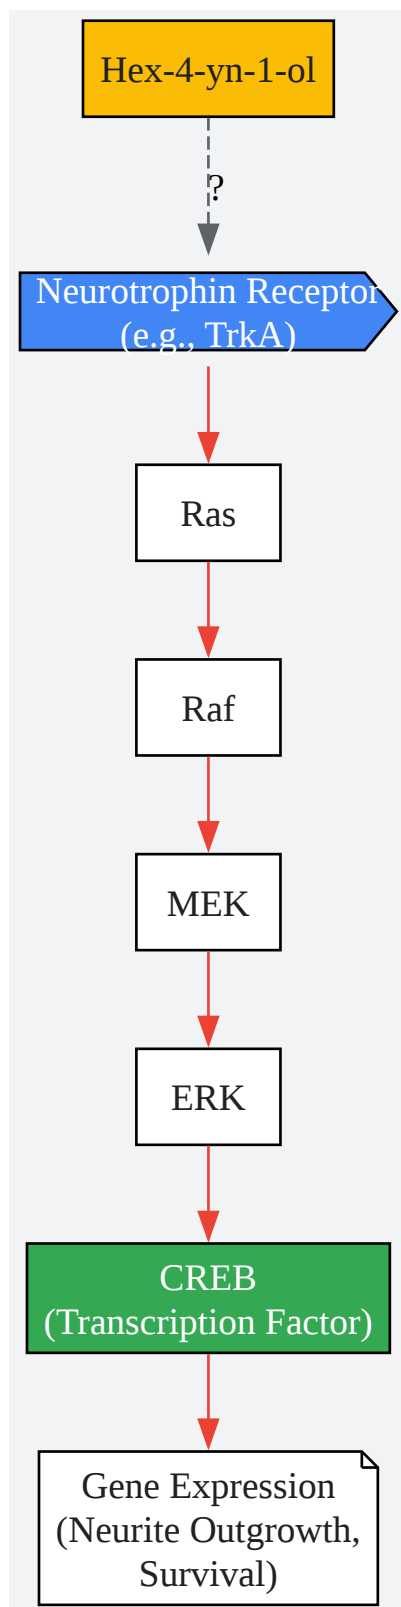 Hex-4-yn-1-ol
?
Neurotrophin Receptor
(e.g., TrkA)
Ras
Raf
MEK
ERK
CREB
(Transcription Factor)
Gene Expression
(Neurite Outgrowth,
Survival)